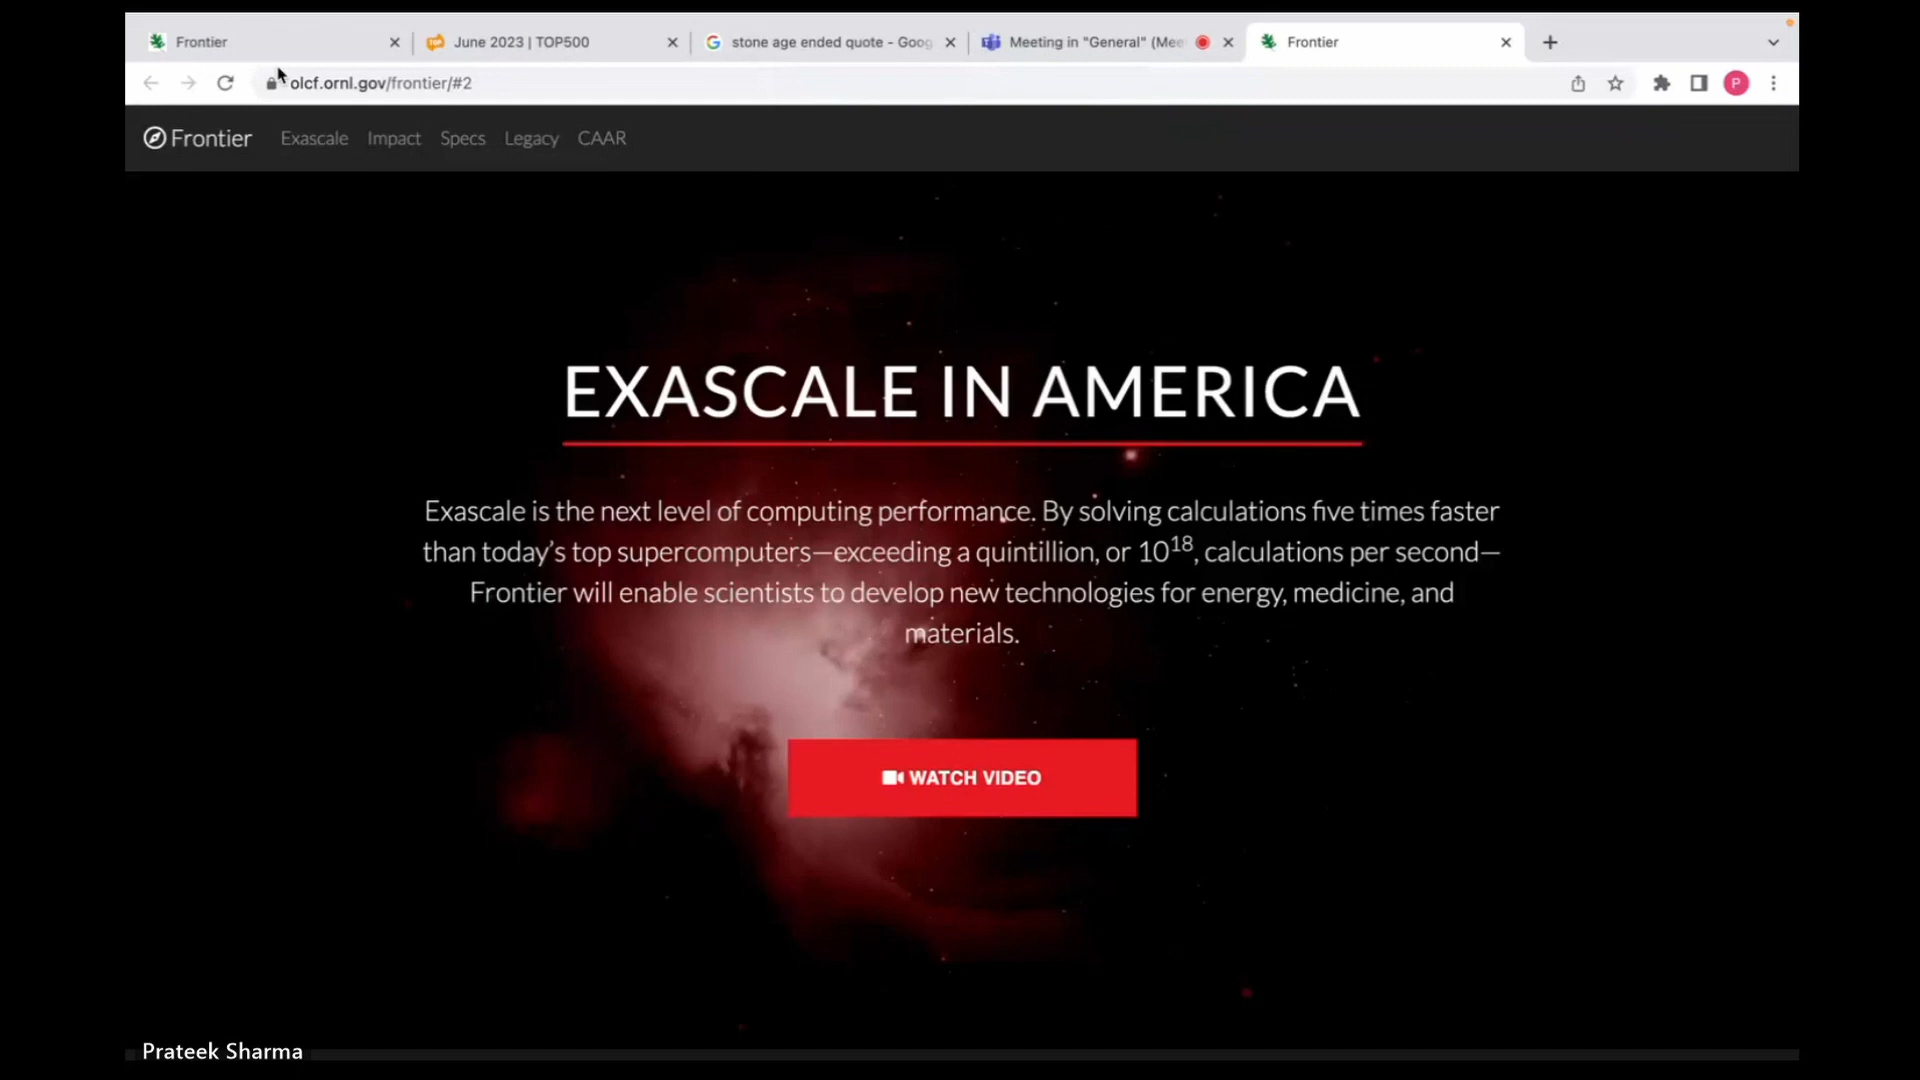 Frontier
June 2023 | TOP500
stone age ended quote - Goog
Meeting in "General" (Mee
Frontier
olcf.ornl.gov/frontier/#2
P
Frontier Exascale Impact Specs Legacy CAAR
EXASCALE IN AMERICA
Exascale is the next level of computing performance. By solving calculations five times faster
than today’s top supercomputers—exceeding a quintillion, or 10¹⁸, calculations per second—
Frontier will enable scientists to develop new technologies for energy, medicine, and
materials.
WATCH VIDEO
Prateek Sharma